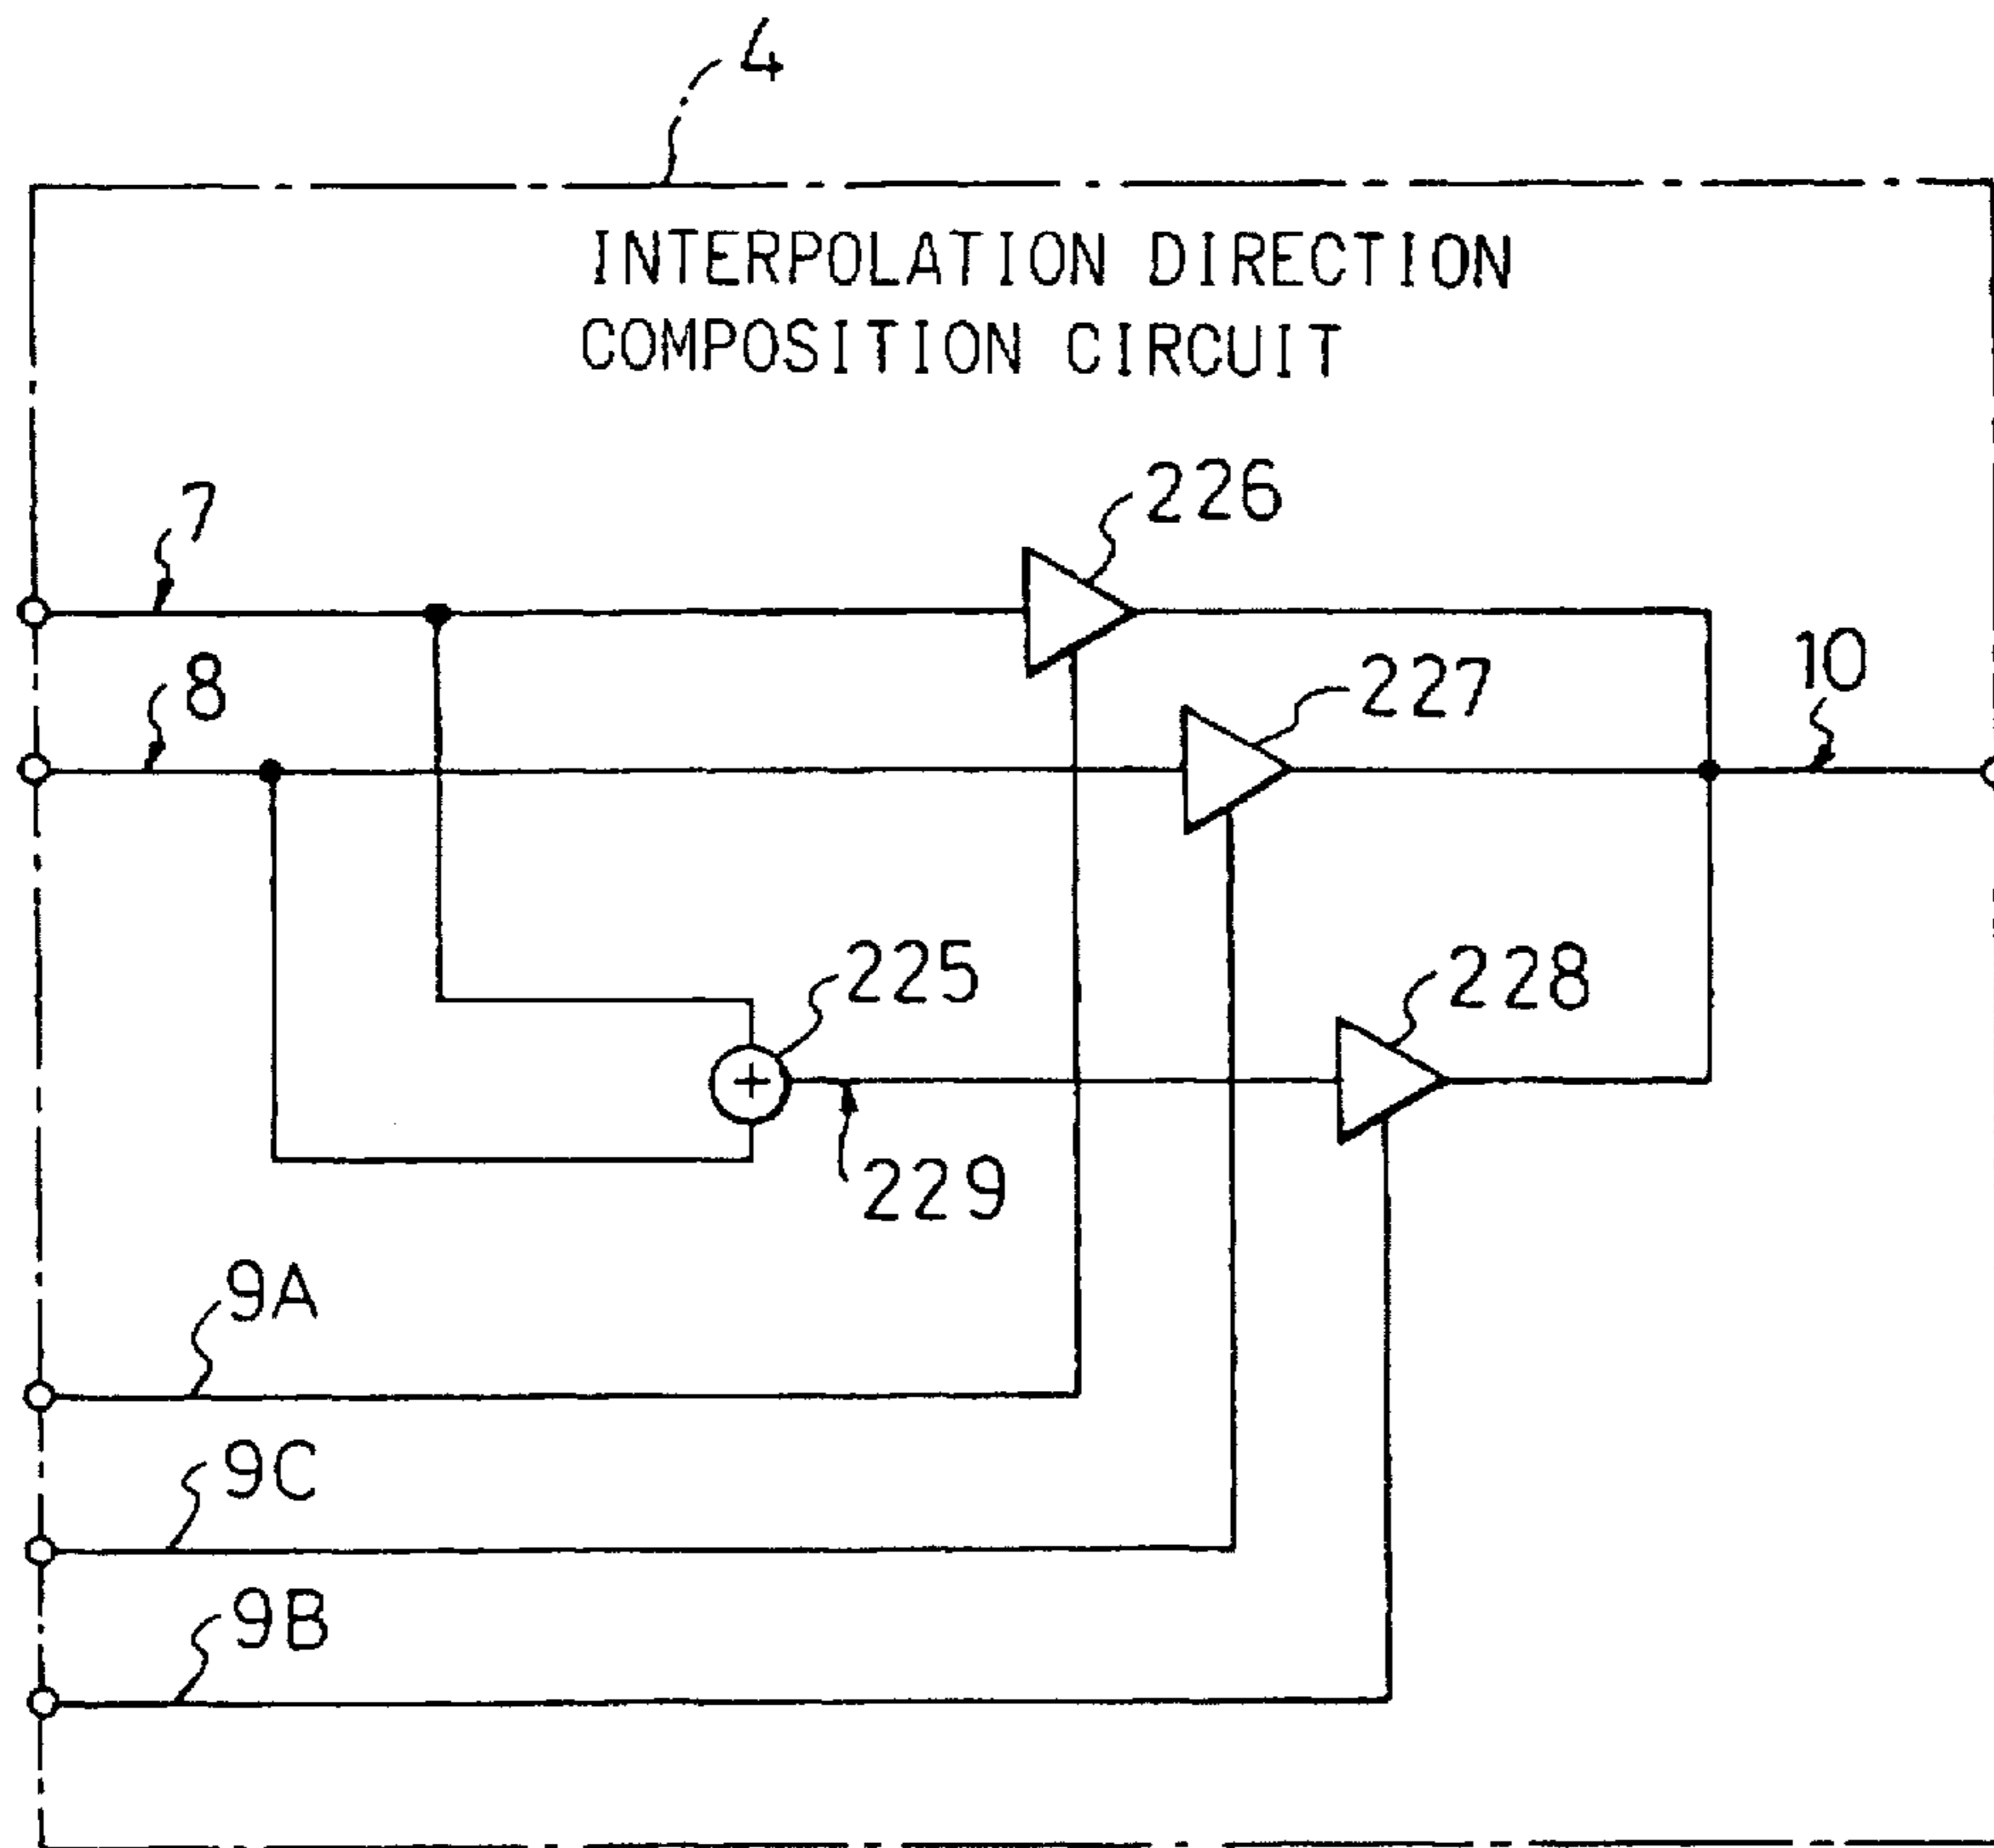 4
INTERPOLATION DIRECTION
COMPOSITION CIRCUIT
7
226
8
227
10
225
228
229
9A
9C
9B